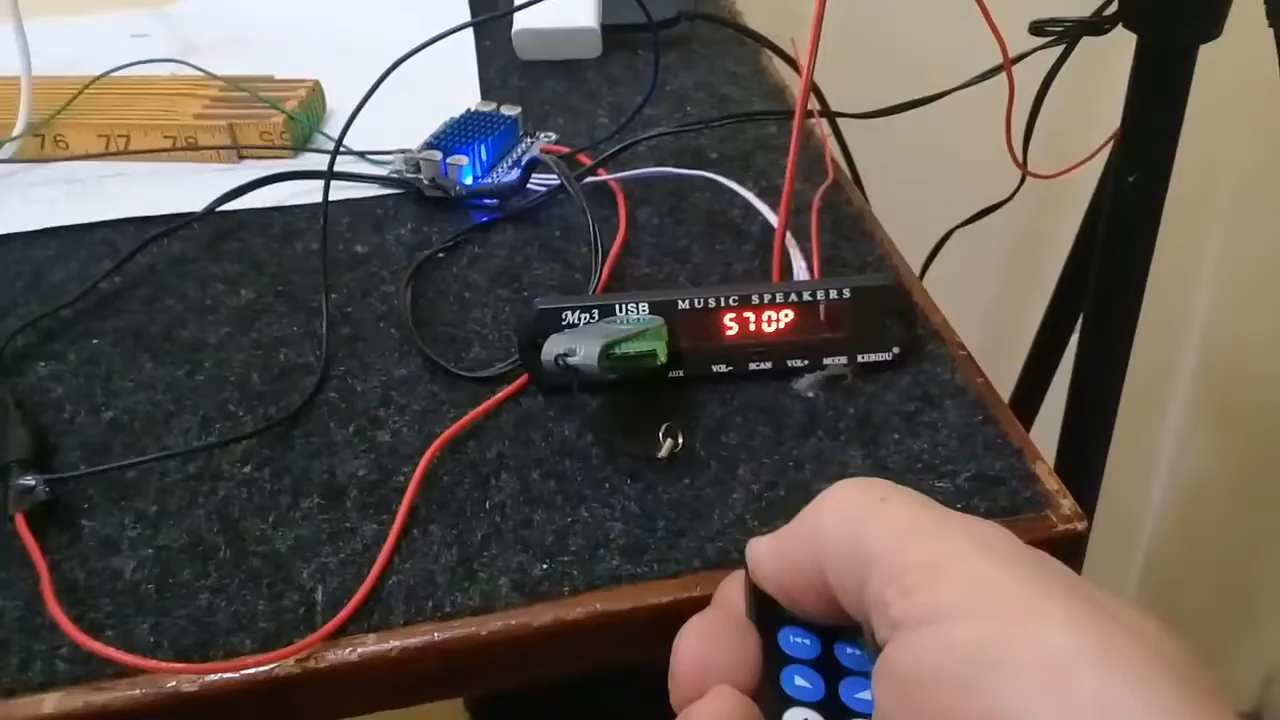 76 77 78
Mp3 USB MUSIC SPEAKERS
STOP
AUX VOL- SCAN VOL+ MODE KEBIDU